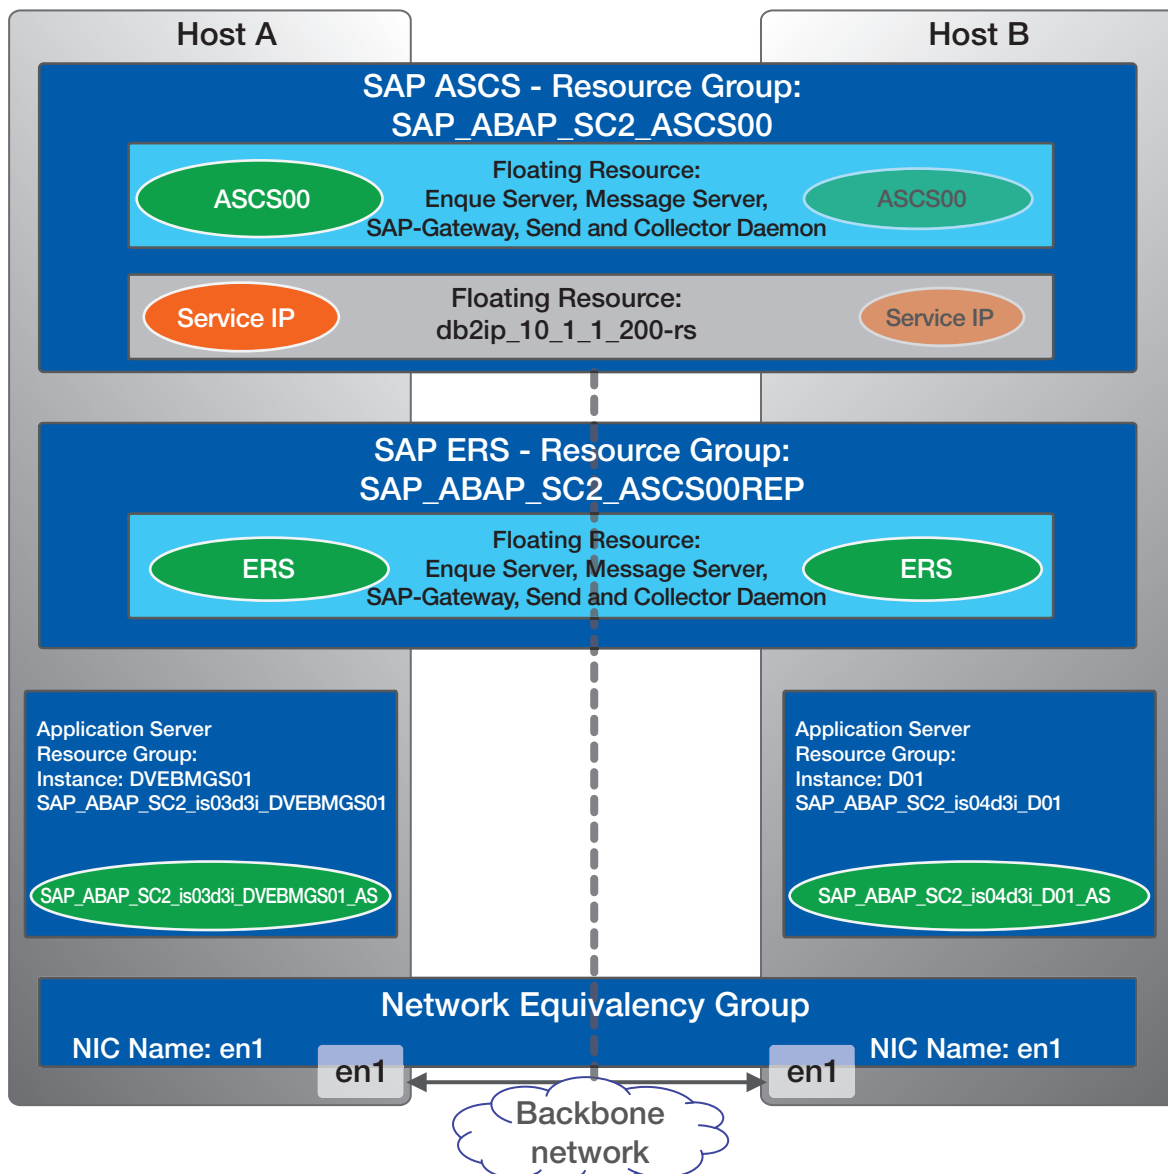 Host A
Host B
SAP ASCS - Resource Group:
SAP_ABAP_SC2_ASCS00
ASCS00
Floating Resource:
Enque Server, Message Server,
SAP-Gateway, Send and Collector Daemon
ASCS00
Service IP
Floating Resource:
db2ip_10_1_1_200-rs
Service IP
SAP ERS - Resource Group:
SAP_ABAP_SC2_ASCS00REP
ERS
Floating Resource:
Enque Server, Message Server,
SAP-Gateway, Send and Collector Daemon
ERS
Application Server
Resource Group:
Instance: DVEBMGS01
SAP_ABAP_SC2_is03d3i_DVEBMGS01
SAP_ABAP_SC2_is03d3i_DVEBMGS01_AS
Application Server
Resource Group:
Instance: D01
SAP_ABAP_SC2_is04d3i_D01
SAP_ABAP_SC2_is04d3i_D01_AS
Network Equivalency Group
NIC Name: en1
NIC Name: en1
en1
en1
Backbone
network